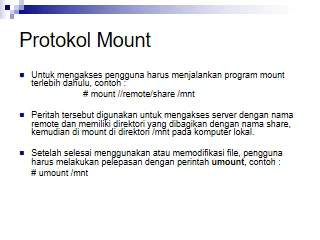 Protokol Mount
Untuk mengakses pengguna harus menjalankan program mount
terlebih dahulu, contoh :
# mount //remote/share /mnt
Peritah tersebut digunakan untuk mengakses server dengan nama
remote dan memiliki direktori yang dibagikan dengan nama share,
kemudian di mount di direktori /mnt pada komputer lokal.
Setelah selesai menggunakan atau memodifikasi file, pengguna
harus melakukan pelepasan dengan perintah umount, contoh :
# umount /mnt